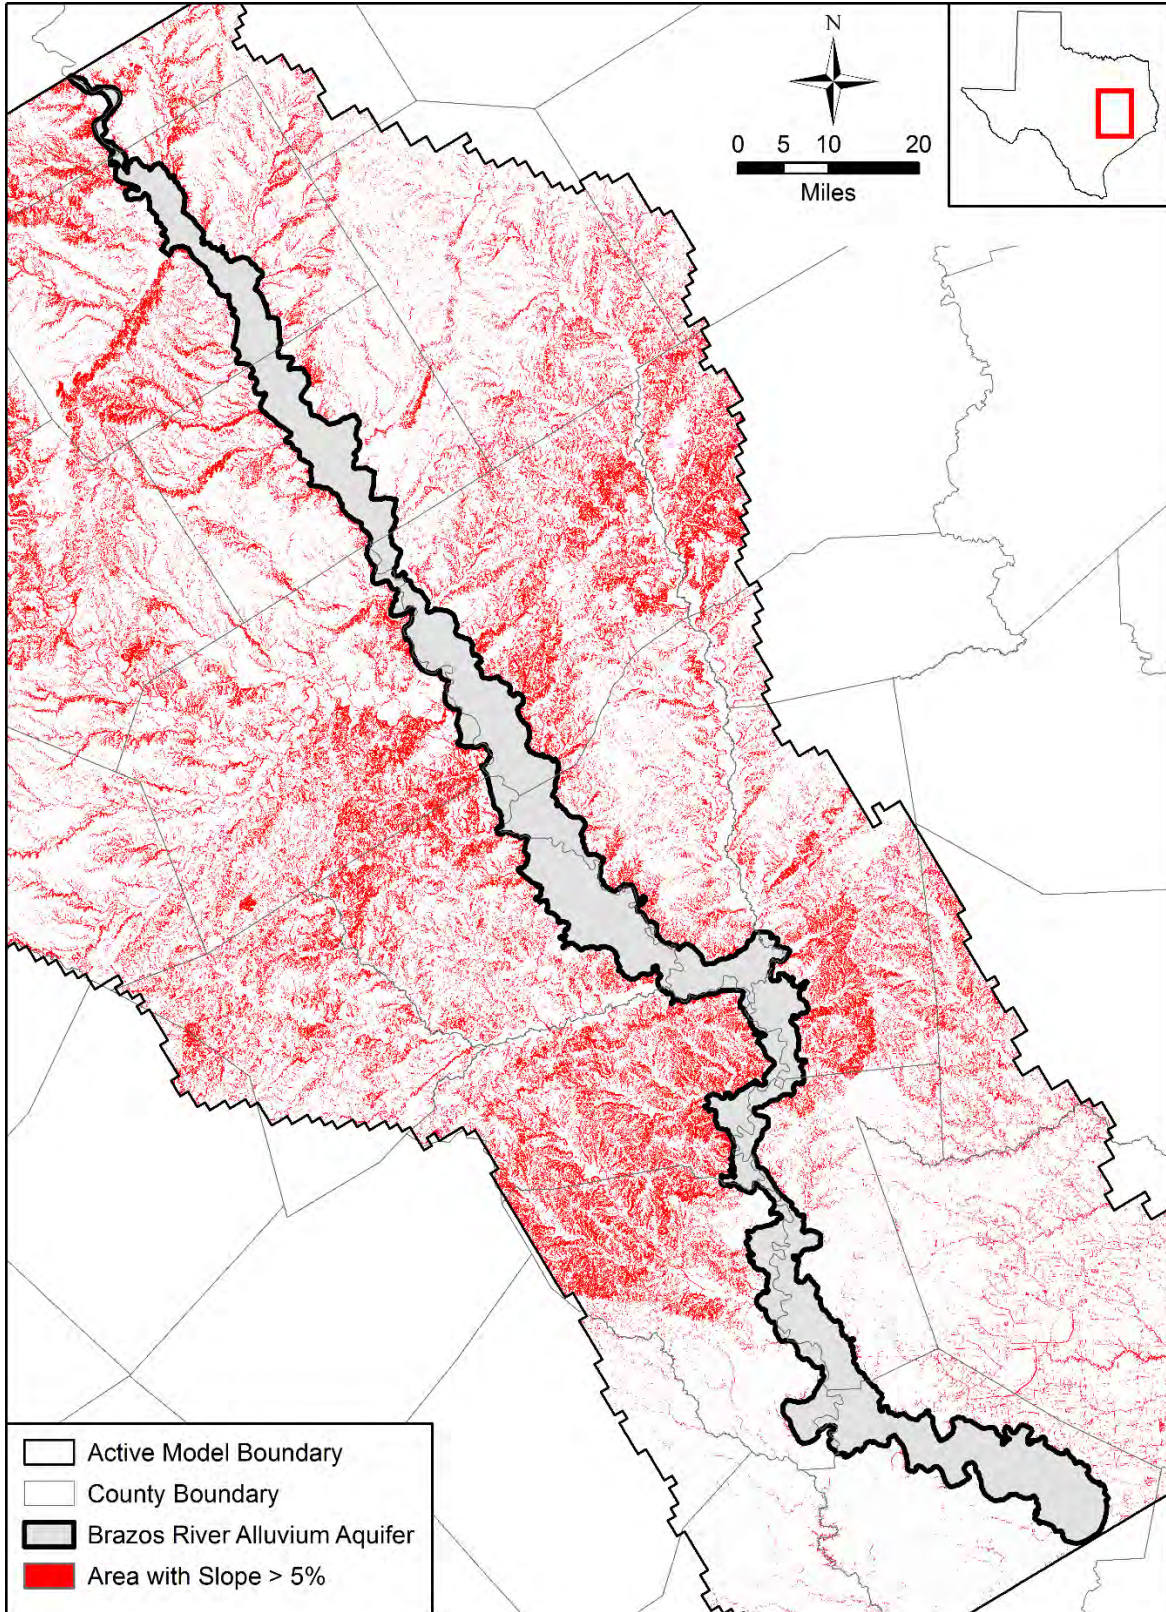 N
0 5 10 20
Miles
Active Model Boundary
County Boundary
Brazos River Alluvium Aquifer
Area with Slope > 5%